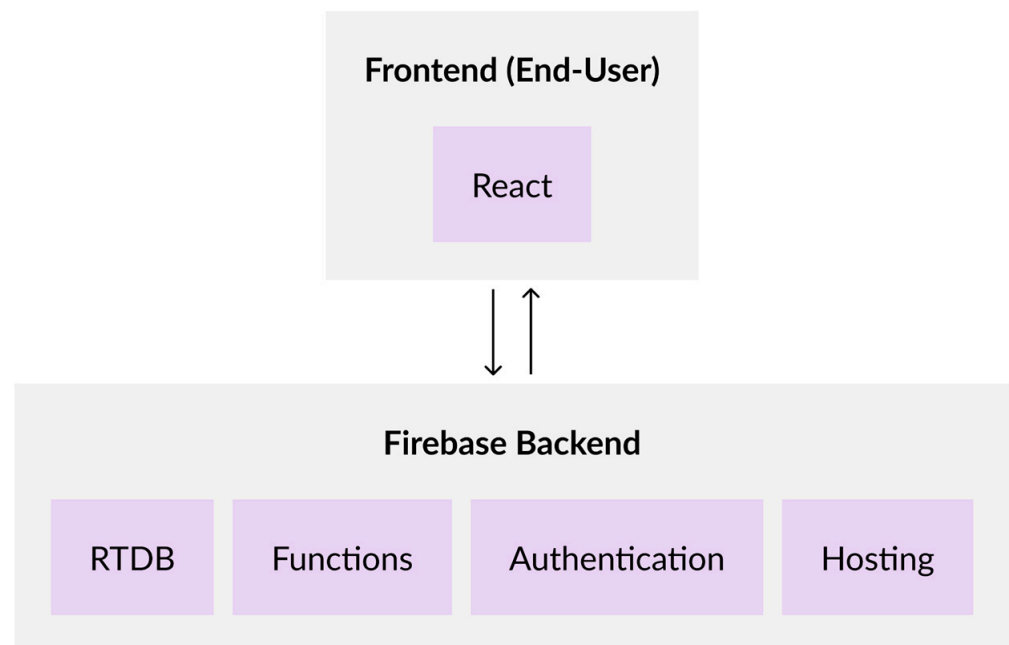 Frontend (End-User)
React
Firebase Backend
RTDB
Functions
Authentication
Hosting